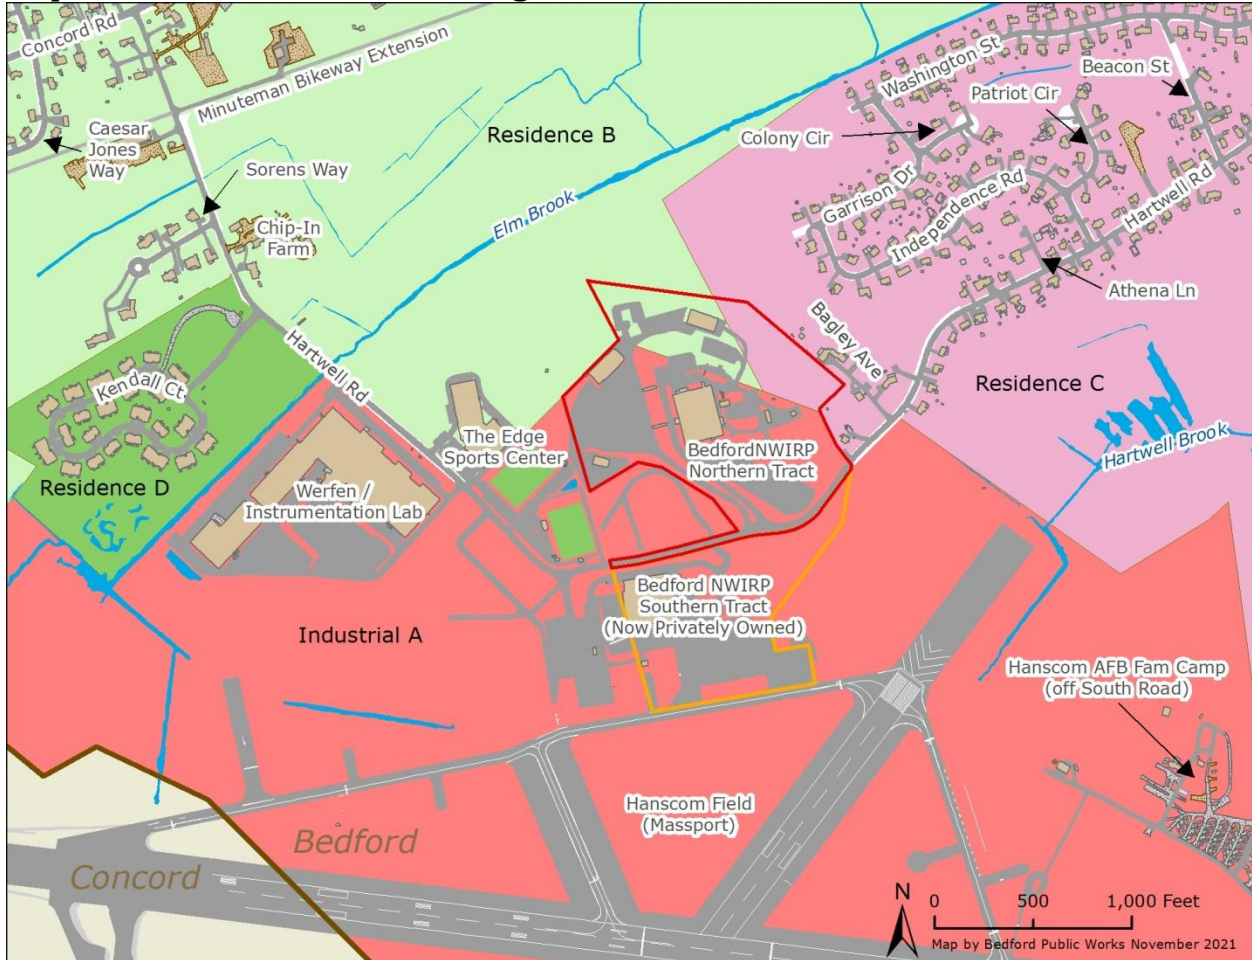 Concord Rd
Minuteman Bikeway Extension
Washington St
Beacon St
Patriot Cir
Colony Cir
Caesar
Jones
Way
Residence B
Sorens Way
Garrison Dr
Independence Rd
Hartwell Rd
Elm Brook
Chip-In
Farm
Athena Ln
Bagley Ave
Hartwell Rd
Kendall Ct
Residence C
The Edge
Sports Center
BedfordNWIRP
Northern Tract
Hartwell Brook
Residence D
Werfen /
Instrumentation Lab
Bedford NWIRP
Southern Tract
(Now Privately Owned)
Industrial A
Hanscom AFB Fam Camp
(off South Road)
Hanscom Field
(Massport)
Bedford
Concord
N
0 500 1,000 Feet
Map by Bedford Public Works November 2021